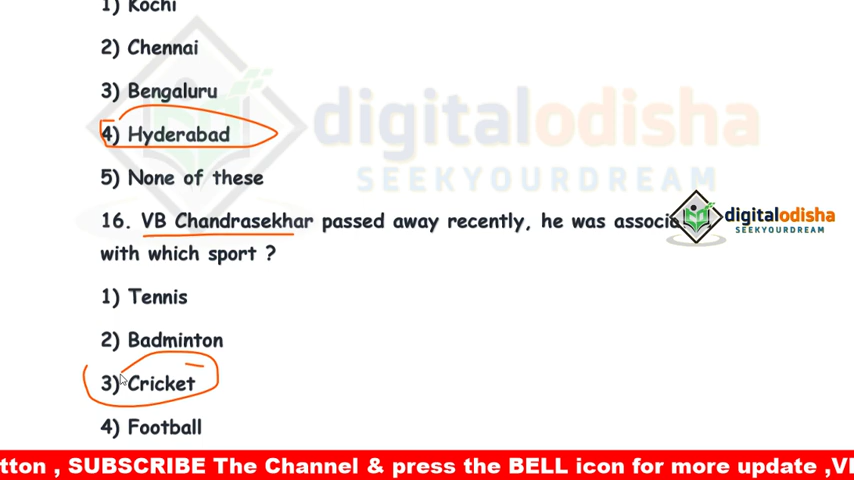 1) Kochi
2) Chennai
3) Bengaluru
4) Hyderabad
5) None of these
digitalodisha
SEEKYOURDREAM
16. VB Chandrasekhar passed away recently, he was associ
digitalodisha
SEEKYOURDREAM
with which sport ?
1) Tennis
2) Badminton
3) Cricket
4) Football
tton , SUBSCRIBE The Channel & press the BELL icon for more update ,VI